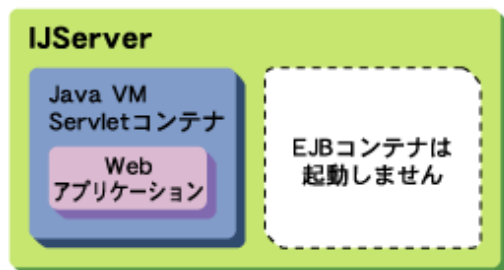 IJServer
Java VM
Servletコンテナ
Web
アプリケーション
EJBコンテナは
起動しません